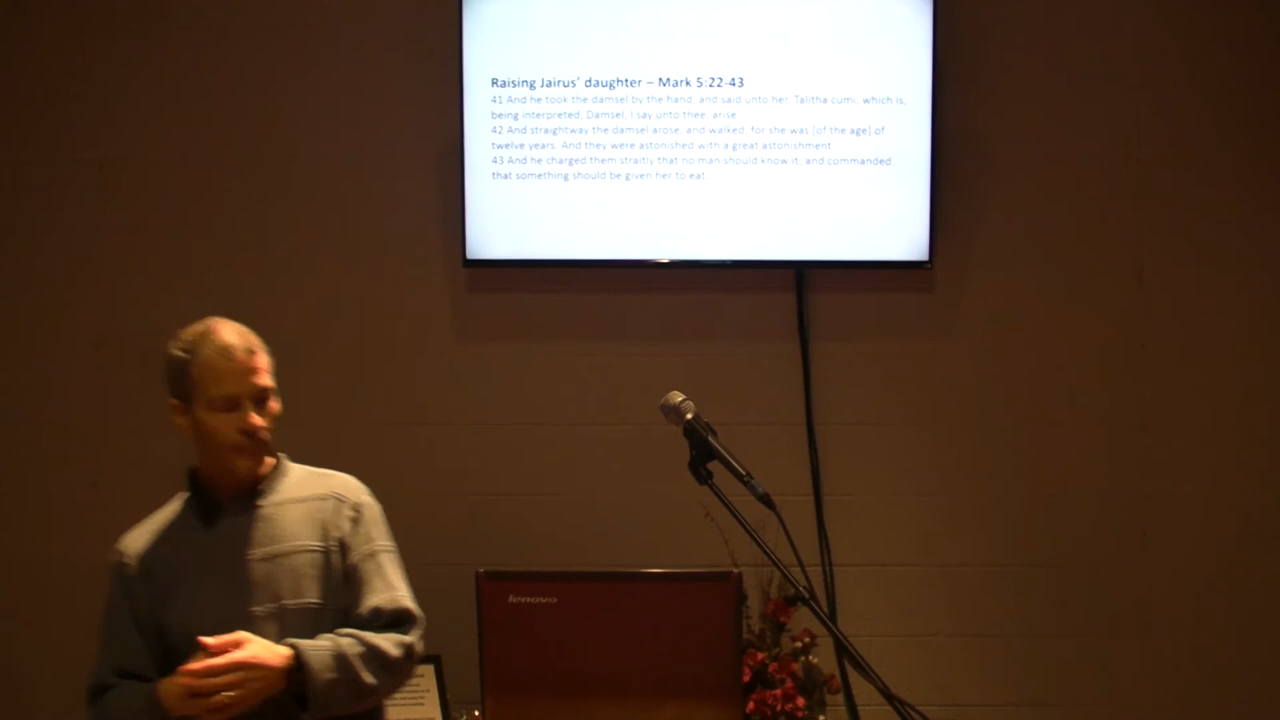 Raising Jairus' daughter – Mark 5:22-43
41 And he took the damsel by the hand, and said unto her, Talitha cumi; which is,
being interpreted, Damsel, I say unto thee, arise.
42 And straightway the damsel arose, and walked; for she was [of the age] of
twelve years. And they were astonished with a great astonishment.
43 And he charged them straitly that no man should know it; and commanded
that something should be given her to eat.
lenovo